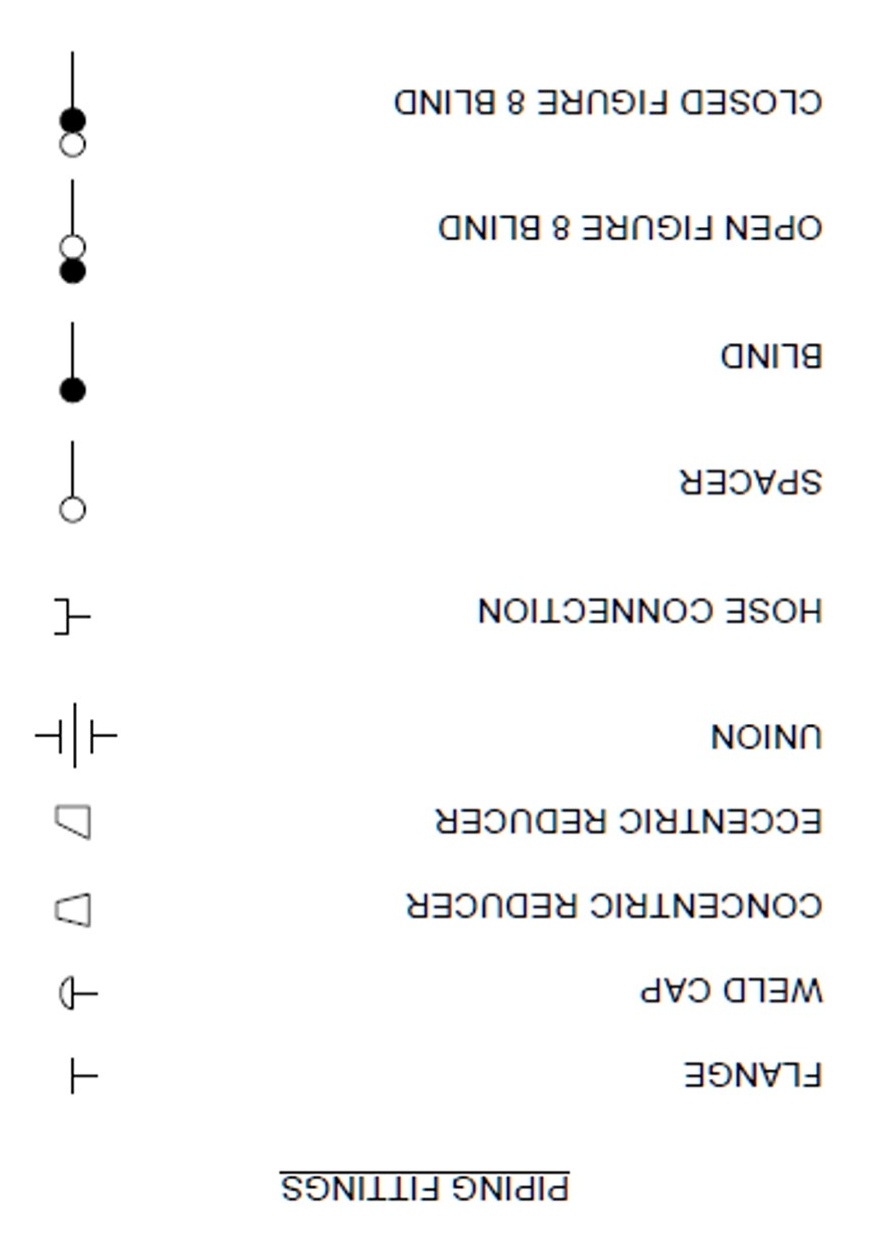 PIPING FITTINGS
FLANGE
WELD CAP
CONCENTRIC REDUCER
ECCENTRIC REDUCER
UNION
HOSE CONNECTION
SPACER
BLIND
OPEN FIGURE 8 BLIND
CLOSED FIGURE 8 BLIND